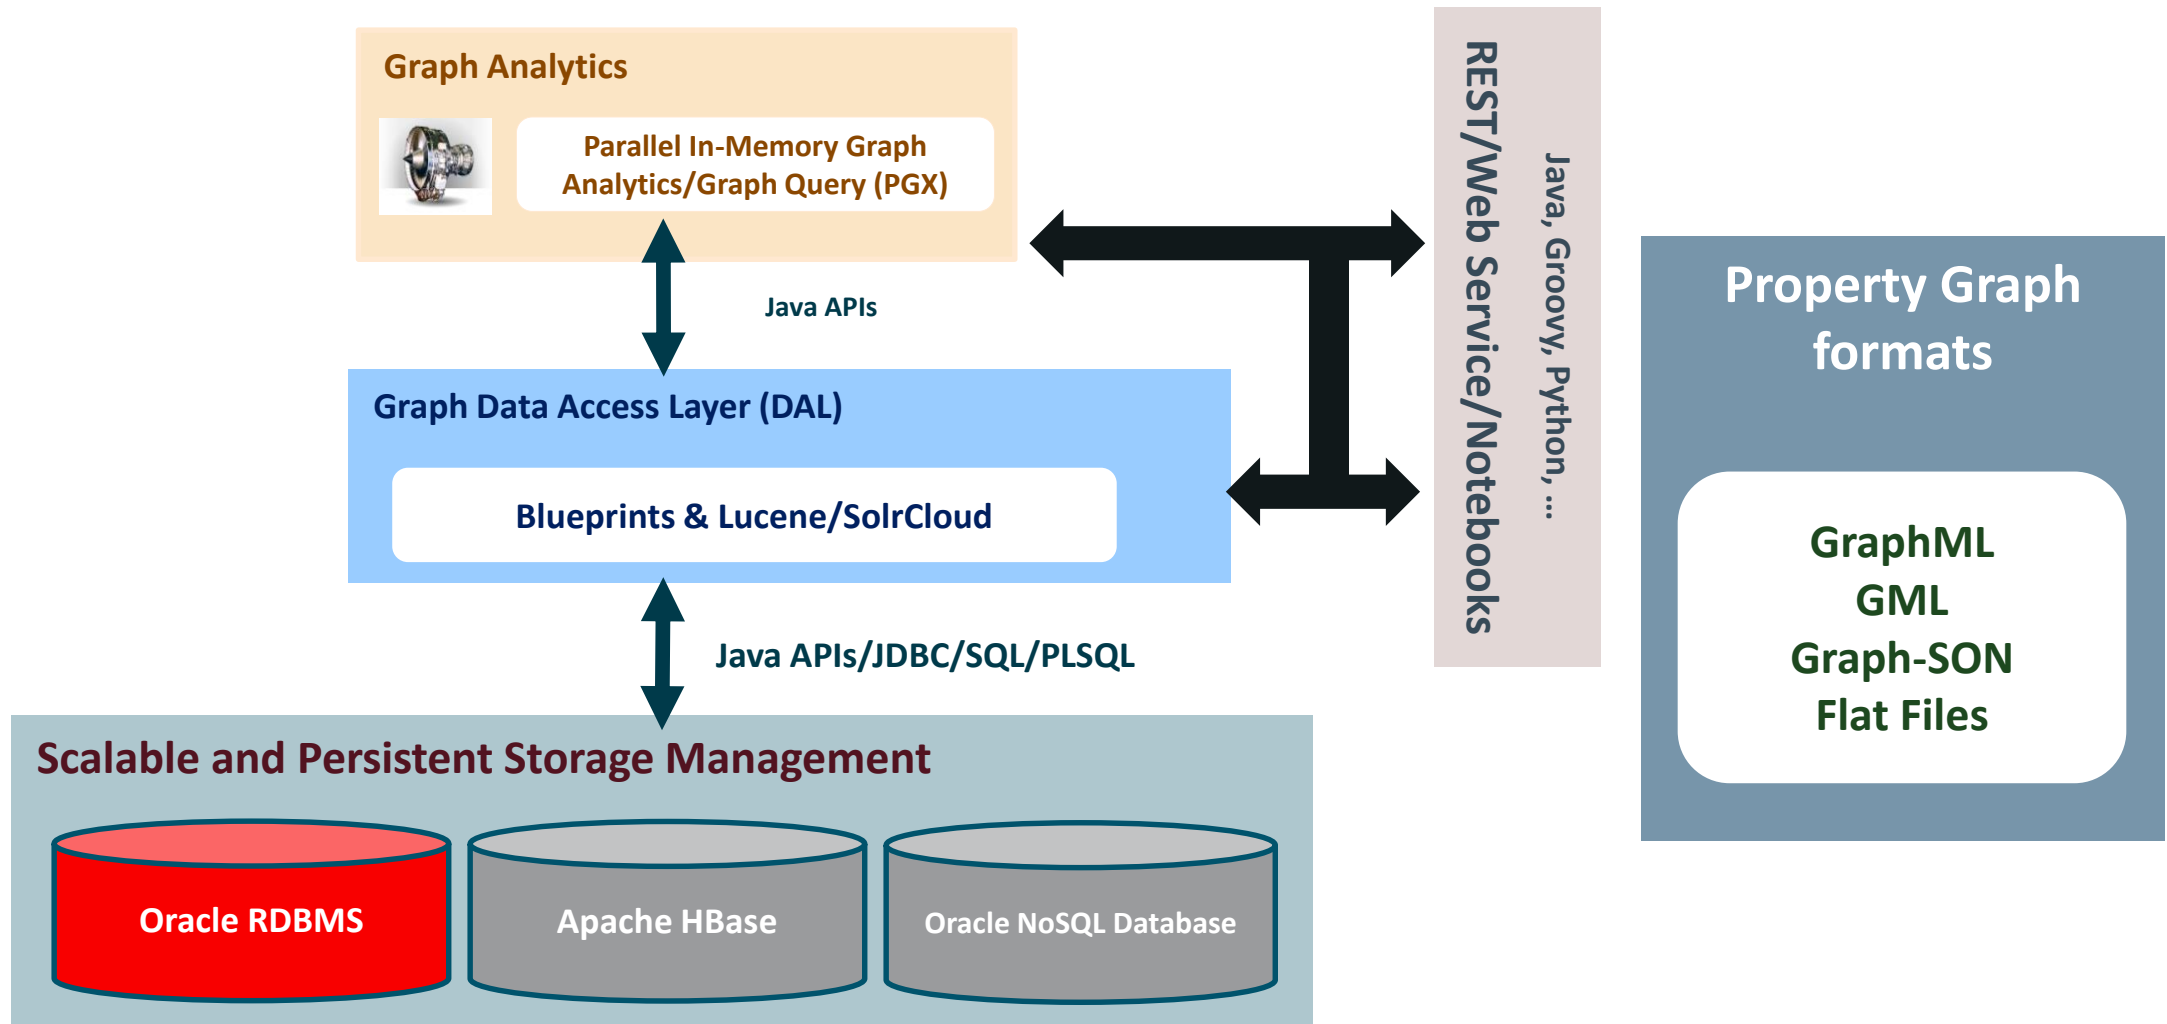 Graph Analytics
Parallel In-Memory Graph
Analytics/Graph Query (PGX)
Java APIs
Graph Data Access Layer (DAL)
Blueprints & Lucene/SolrCloud
Java APIs/JDBC/SQL/PLSQL
Scalable and Persistent Storage Management
Oracle RDBMS
Apache HBase
Oracle NoSQL Database
REST/Web Service/Notebooks
Java, Groovy, Python, ...
Property Graph
formats
GraphML
GML
Graph-SON
Flat Files